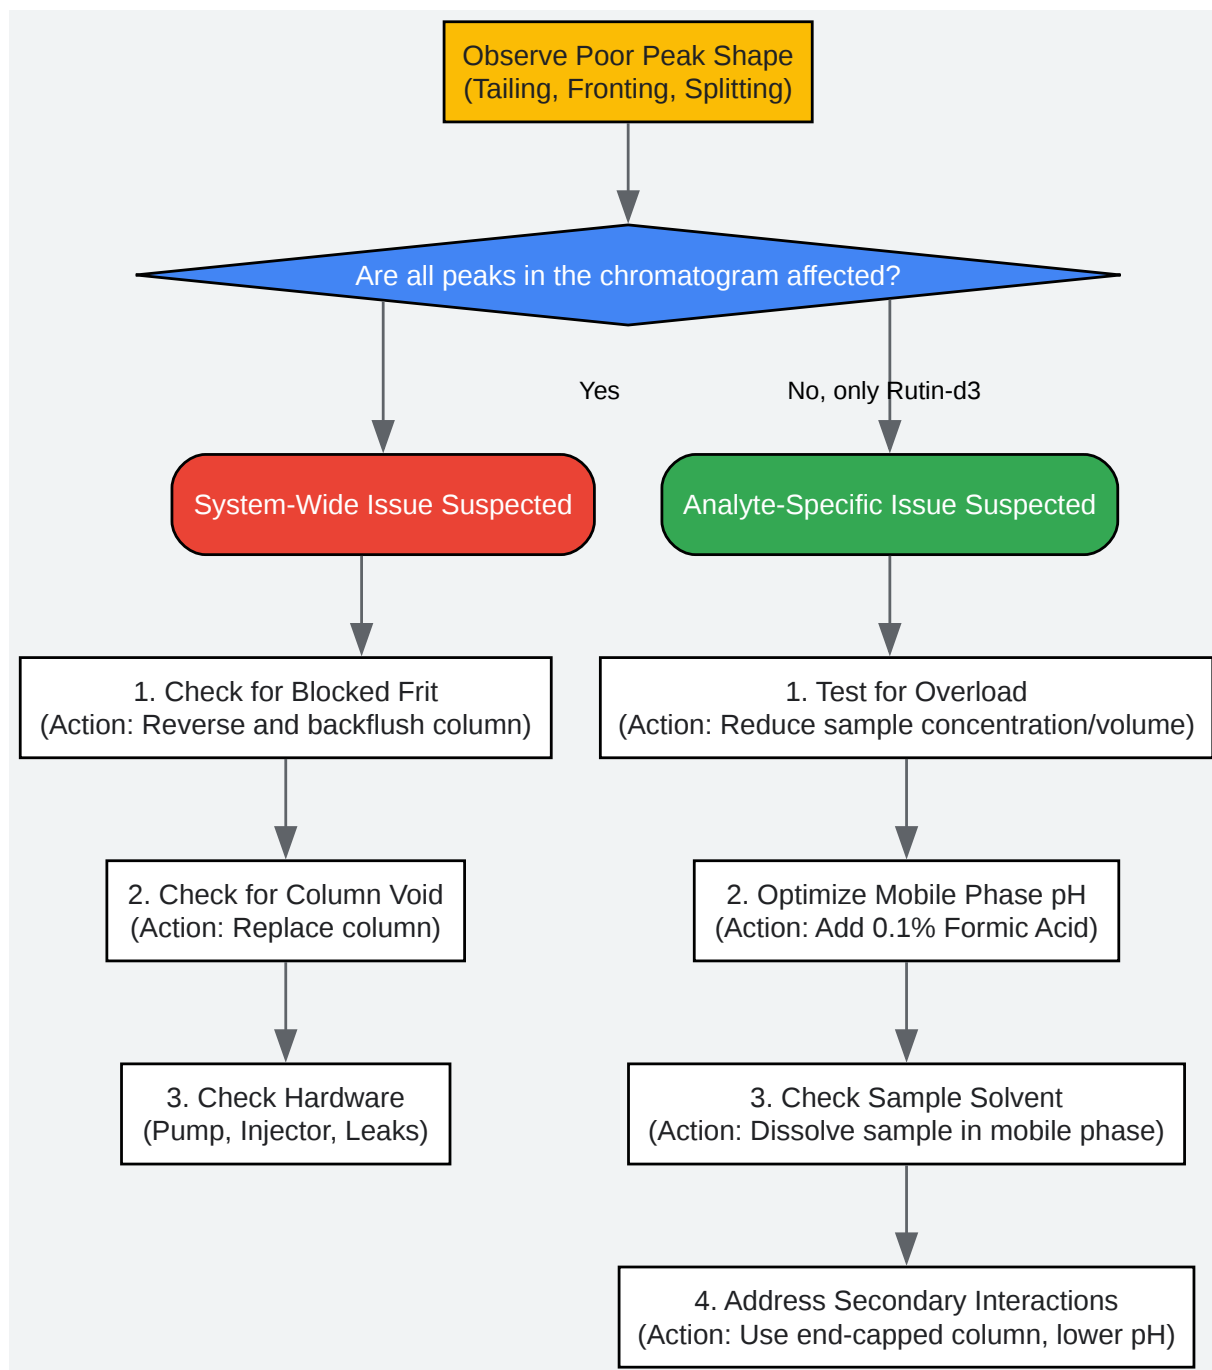 Observe Poor Peak Shape
(Tailing, Fronting, Splitting)
Are all peaks in the chromatogram affected?
Yes
No, only Rutin-d3
System-Wide Issue Suspected
Analyte-Specific Issue Suspected
1. Check for Blocked Frit
(Action: Reverse and backflush column)
1. Test for Overload
(Action: Reduce sample concentration/volume)
2. Check for Column Void
(Action: Replace column)
2. Optimize Mobile Phase pH
(Action: Add 0.1% Formic Acid)
3. Check Hardware
(Pump, Injector, Leaks)
3. Check Sample Solvent
(Action: Dissolve sample in mobile phase)
4. Address Secondary Interactions
(Action: Use end-capped column, lower pH)